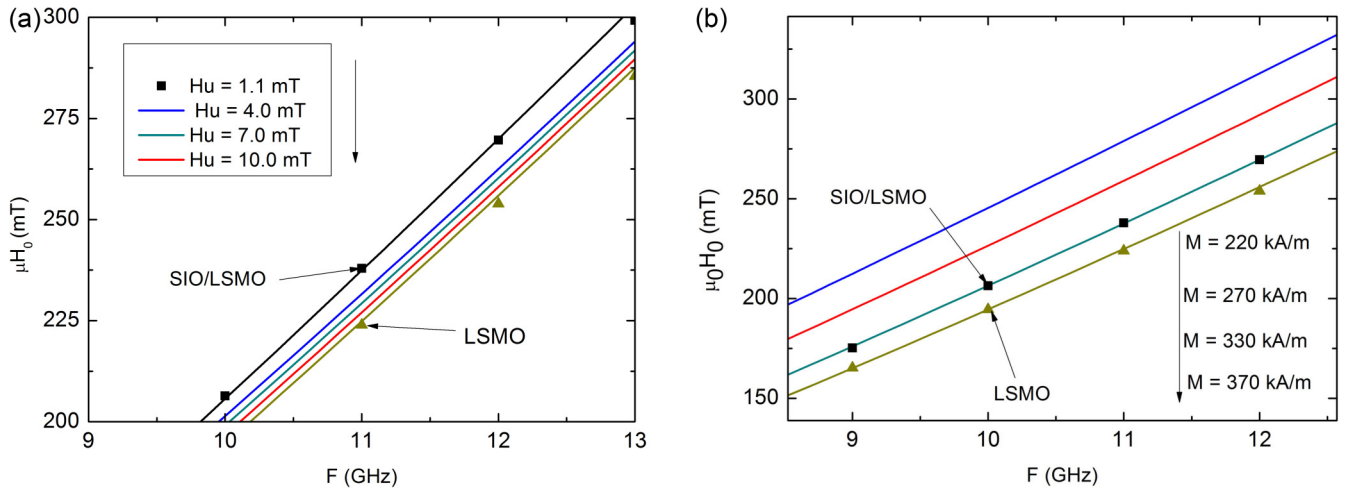 (a)
300
275
250
225
200
μH0 (mT)
Hu = 1.1 mT
Hu = 4.0 mT
Hu = 7.0 mT
Hu = 10.0 mT
SIO/LSMO
LSMO
9 10 11 12 13
F (GHz)
(b)
350
300
250
200
150
μ0H0 (mT)
SIO/LSMO
LSMO
M = 220 kA/m
M = 270 kA/m
M = 330 kA/m
M = 370 kA/m
9 10 11 12
F (GHz)